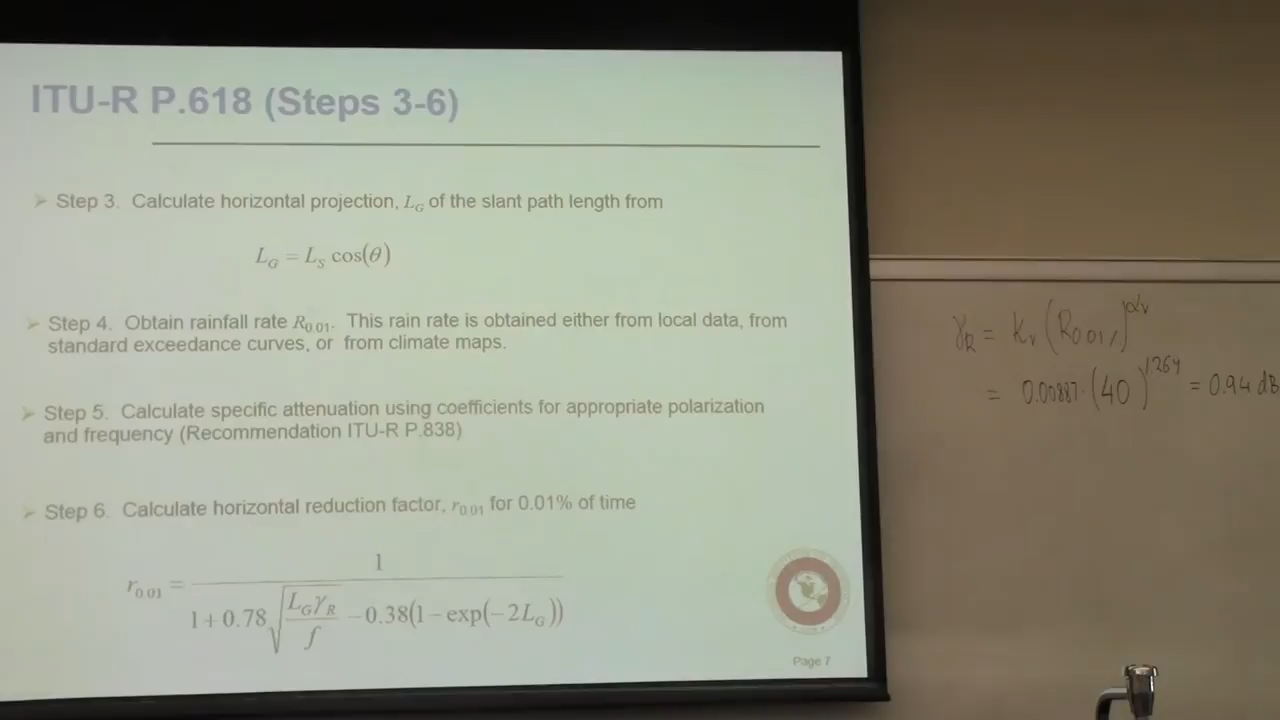 ITU-R P.618 (Steps 3-6)
Step 3. Calculate horizontal projection, L_G of the slant path length from
L_G = L_S cos(θ)
Step 4. Obtain rainfall rate R_0.01. This rain rate is obtained either from local data, from
standard exceedance curves, or from climate maps.
Step 5. Calculate specific attenuation using coefficients for appropriate polarization
and frequency (Recommendation ITU-R P.838)
Step 6. Calculate horizontal reduction factor, r_0.01 for 0.01% of time
r_0.01 = 1 / (1 + 0.78 √(L_G γ_R / f) − 0.38(1 − exp(−2L_G)))
Page 7
γ_R = K_v (R_0.01%)^αv
= 0.00887 · (40)^1.264 = 0.94 dB